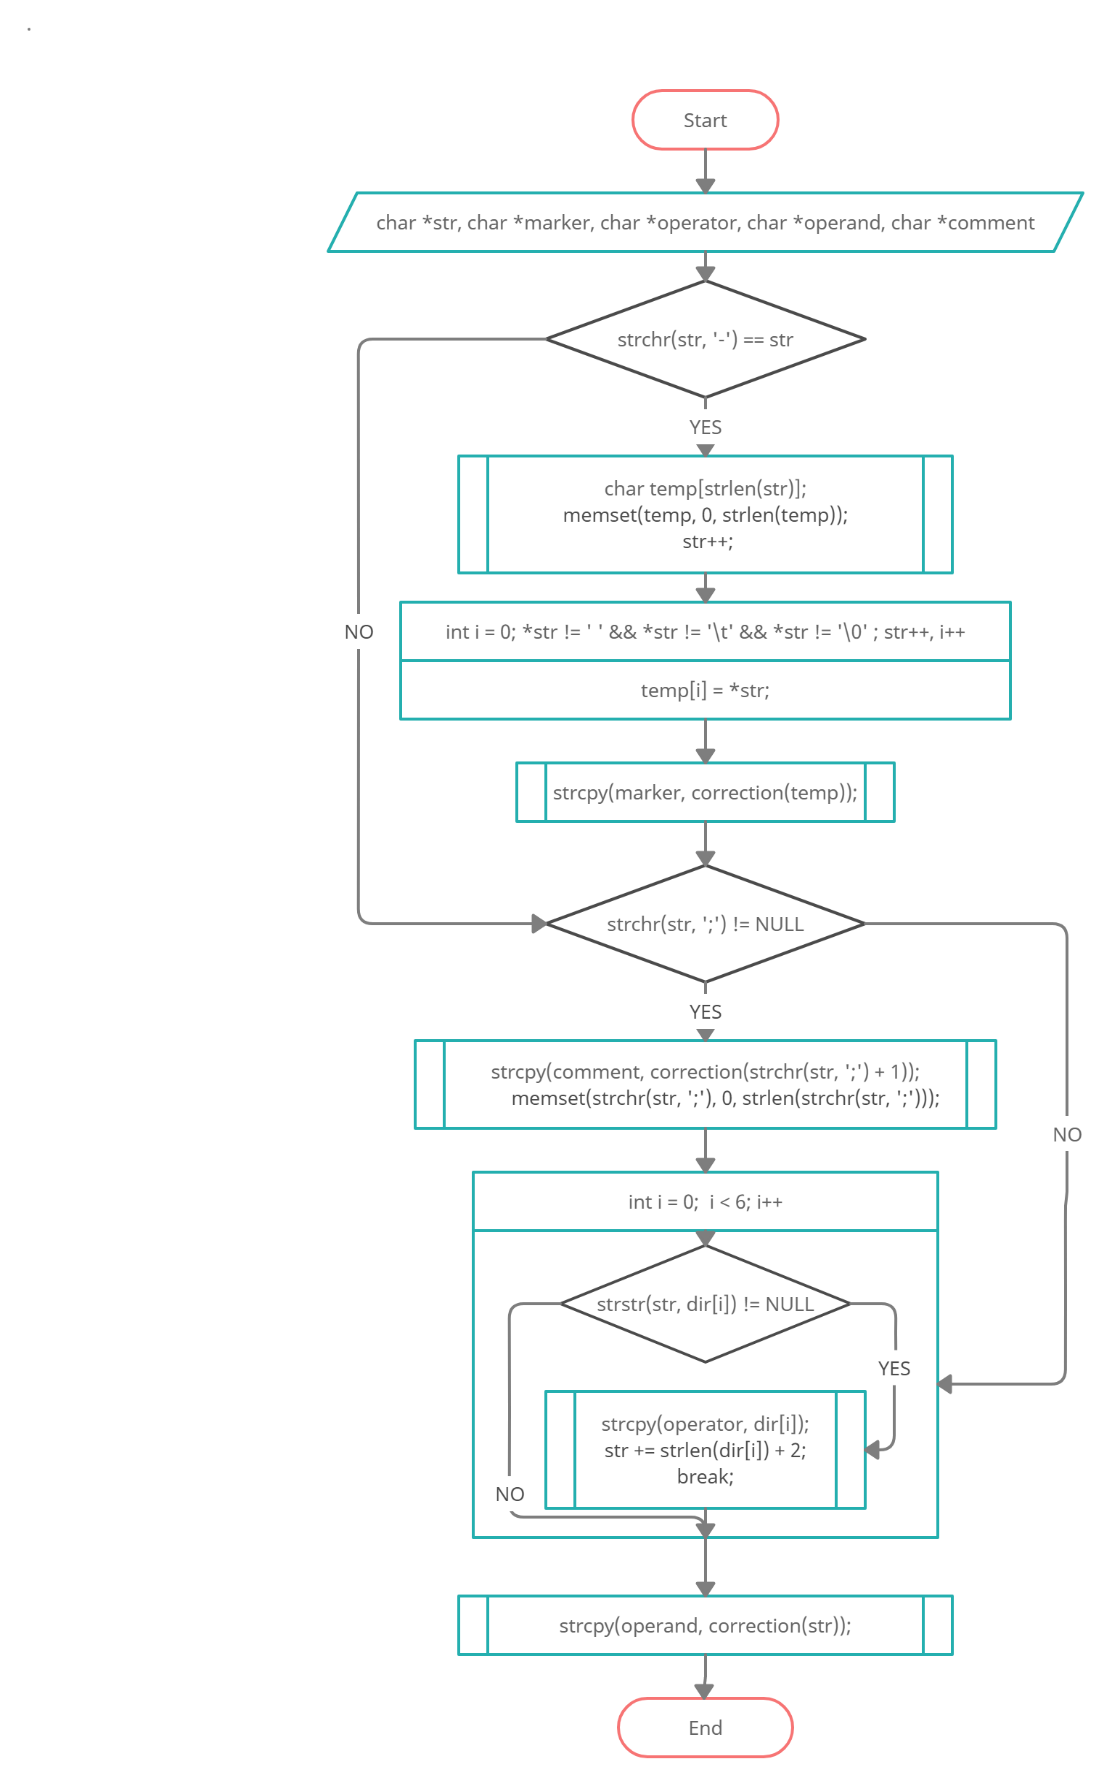 .
Start
char *str, char *marker, char *operator, char *operand, char *comment
strchr(str, '-') == str
YES
char temp[strlen(str)];
memset(temp, 0, strlen(temp));
str++;
int i = 0; *str != ' ' && *str != '\t' && *str != '\0' ; str++, i++
NO
temp[i] = *str;
strcpy(marker, correction(temp));
strchr(str, ';') != NULL
YES
strcpy(comment, correction(strchr(str, ';') + 1));
memset(strchr(str, ';'), 0, strlen(strchr(str, ';')));
NO
int i = 0;  i < 6; i++
strstr(str, dir[i]) != NULL
YES
strcpy(operator, dir[i]);
str += strlen(dir[i]) + 2;
break;
NO
strcpy(operand, correction(str));
End